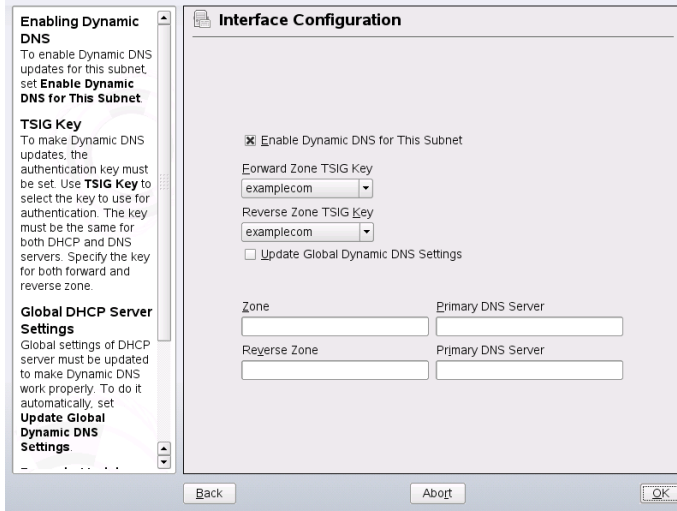 Enabling Dynamic
DNS
To enable Dynamic DNS
updates for this subnet,
set Enable Dynamic
DNS for This Subnet.
TSIG Key
To make Dynamic DNS
updates, the
authentication key must
be set. Use TSIG Key to
select the key to use for
authentication. The key
must be the same for
both DHCP and DNS
servers. Specify the key
for both forward and
reverse zone.
Global DHCP Server
Settings
Global settings of DHCP
server must be updated
to make Dynamic DNS
work properly. To do it
automatically, set
Update Global
Dynamic DNS
Settings.
Interface Configuration
Enable Dynamic DNS for This Subnet
Forward Zone TSIG Key
examplecom
Reverse Zone TSIG Key
examplecom
Update Global Dynamic DNS Settings
Zone
Primary DNS Server
Reverse Zone
Primary DNS Server
Back
Abort
OK